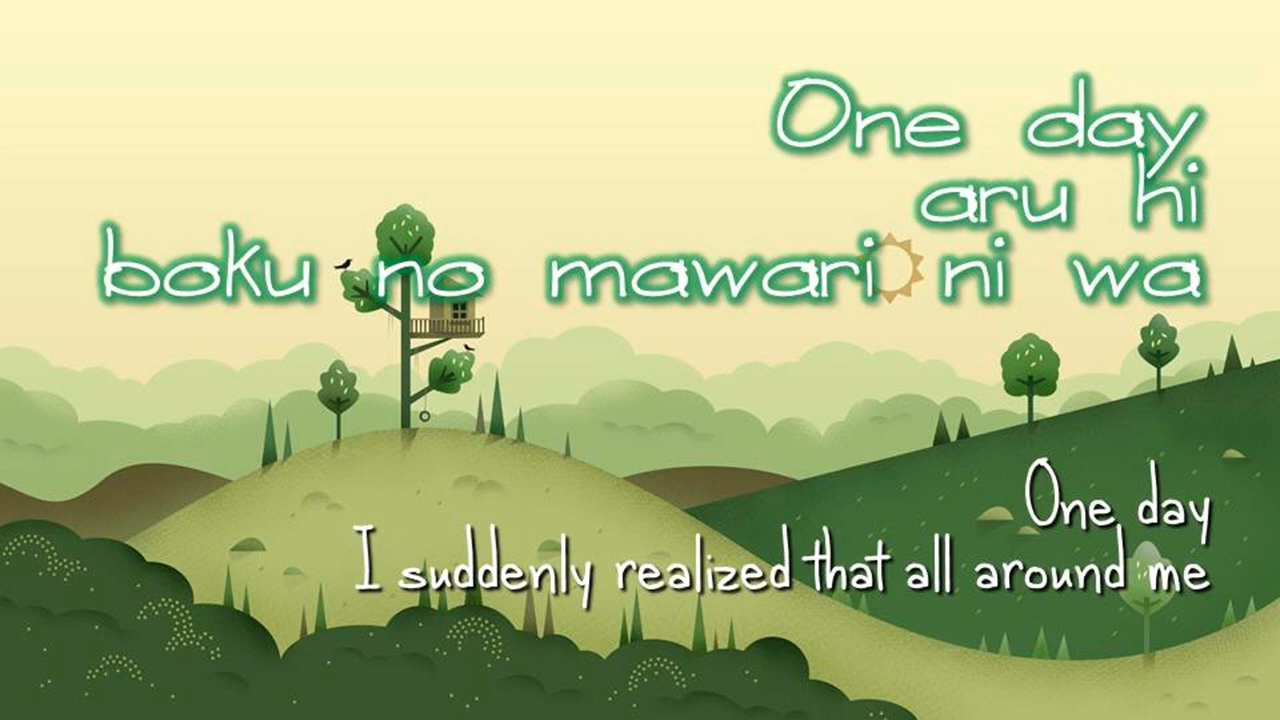 One day
aru hi
boku no mawari ni wa
One day
I suddenly realized that all around me